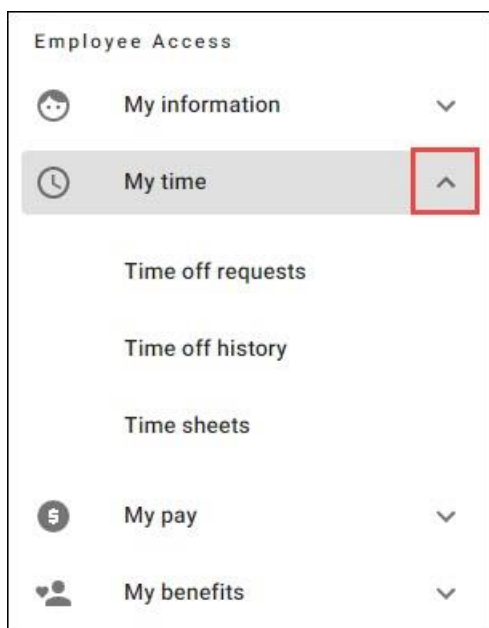 Employee Access
My information
My time
Time off requests
Time off history
Time sheets
My pay
My benefits